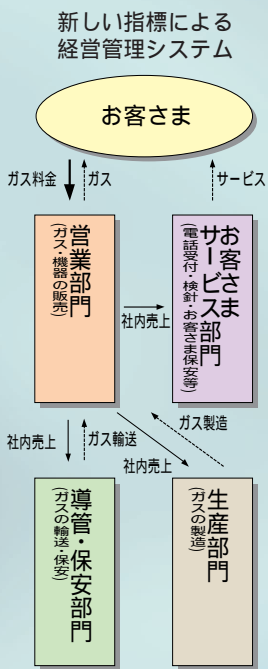 新しい指標による
経営管理システム
お客さま
ガス料金
ガス
サービス
営業部門
(ガス・機器の販売)
社内売上
お客さま
サービス部門
(電話受付・検針・お客さま保安等)
社内売上
ガス輸送
社内売上
ガス製造
導管・保安部門
(ガスの輸送・保安)
生産部門
(ガスの製造)